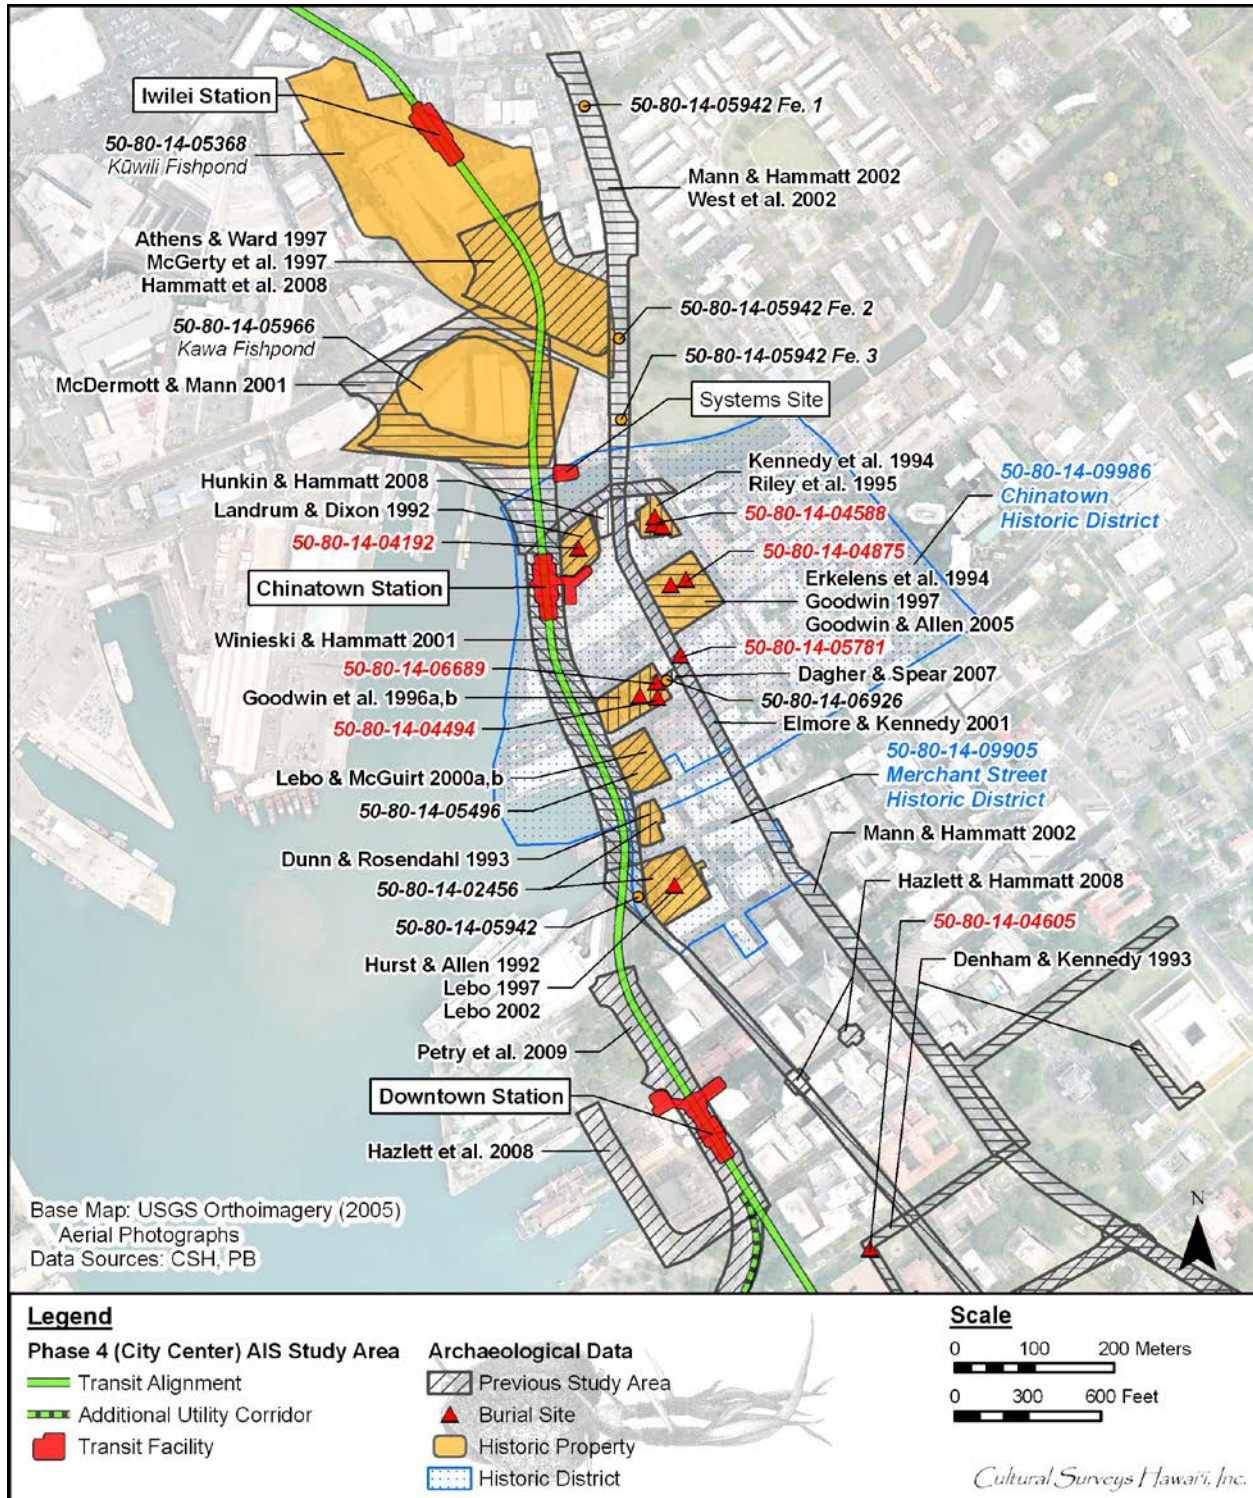 Iwilei Station
50-80-14-05368
Kūwili Fishpond
50-80-14-05942 Fe. 1
Mann & Hammatt 2002
West et al. 2002
Athens & Ward 1997
McGerty et al. 1997
Hammatt et al. 2008
50-80-14-05966
Kawa Fishpond
50-80-14-05942 Fe. 2
50-80-14-05942 Fe. 3
McDermott & Mann 2001
Systems Site
Hunkin & Hammatt 2008
Landrum & Dixon 1992
50-80-14-04192
Kennedy et al. 1994
Riley et al. 1995
50-80-14-04588
50-80-14-09986
Chinatown
Historic District
50-80-14-04875
Chinatown Station
Erkelens et al. 1994
Goodwin 1997
Goodwin & Allen 2005
Winieski & Hammatt 2001
50-80-14-05781
50-80-14-06689
Dagher & Spear 2007
Goodwin et al. 1996a,b
50-80-14-06926
50-80-14-04494
Elmore & Kennedy 2001
50-80-14-09905
Merchant Street
Historic District
Lebo & McGuirt 2000a,b
50-80-14-05496
Mann & Hammatt 2002
Dunn & Rosendahl 1993
50-80-14-02456
Hazlett & Hammatt 2008
50-80-14-04605
50-80-14-05942
Denham & Kennedy 1993
Hurst & Allen 1992
Lebo 1997
Lebo 2002
Petry et al. 2009
Downtown Station
Hazlett et al. 2008
N
Base Map: USGS Orthoimagery (2005)
Aerial Photographs
Data Sources: CSH, PB
Legend
Phase 4 (City Center) AIS Study Area
Transit Alignment
Additional Utility Corridor
Transit Facility
Archaeological Data
Previous Study Area
Burial Site
Historic Property
Historic District
Scale
0 100 200 Meters
0 300 600 Feet
Cultural Surveys Hawai'i, Inc.